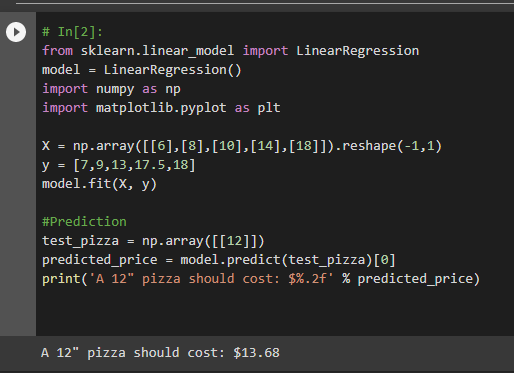 # In[2]:
from sklearn.linear_model import LinearRegression
model = LinearRegression()
import numpy as np
import matplotlib.pyplot as plt
X = np.array([[6],[8],[10],[14],[18]]).reshape(-1,1)
y = [7,9,13,17.5,18]
model.fit(X, y)
#Prediction
test_pizza = np.array([[12]])
predicted_price = model.predict(test_pizza)[0]
print('A 12" pizza should cost: $%.2f' % predicted_price)
A 12" pizza should cost: $13.68